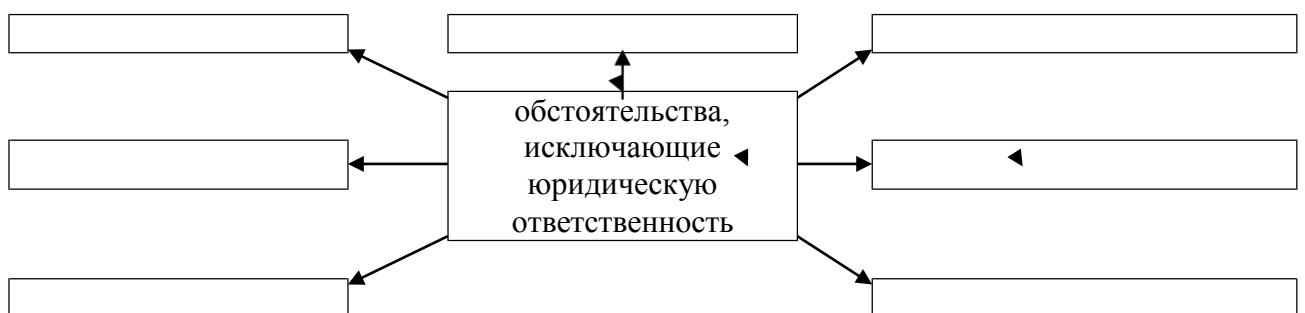 обстоятельства,
исключающие
юридическую
ответственность